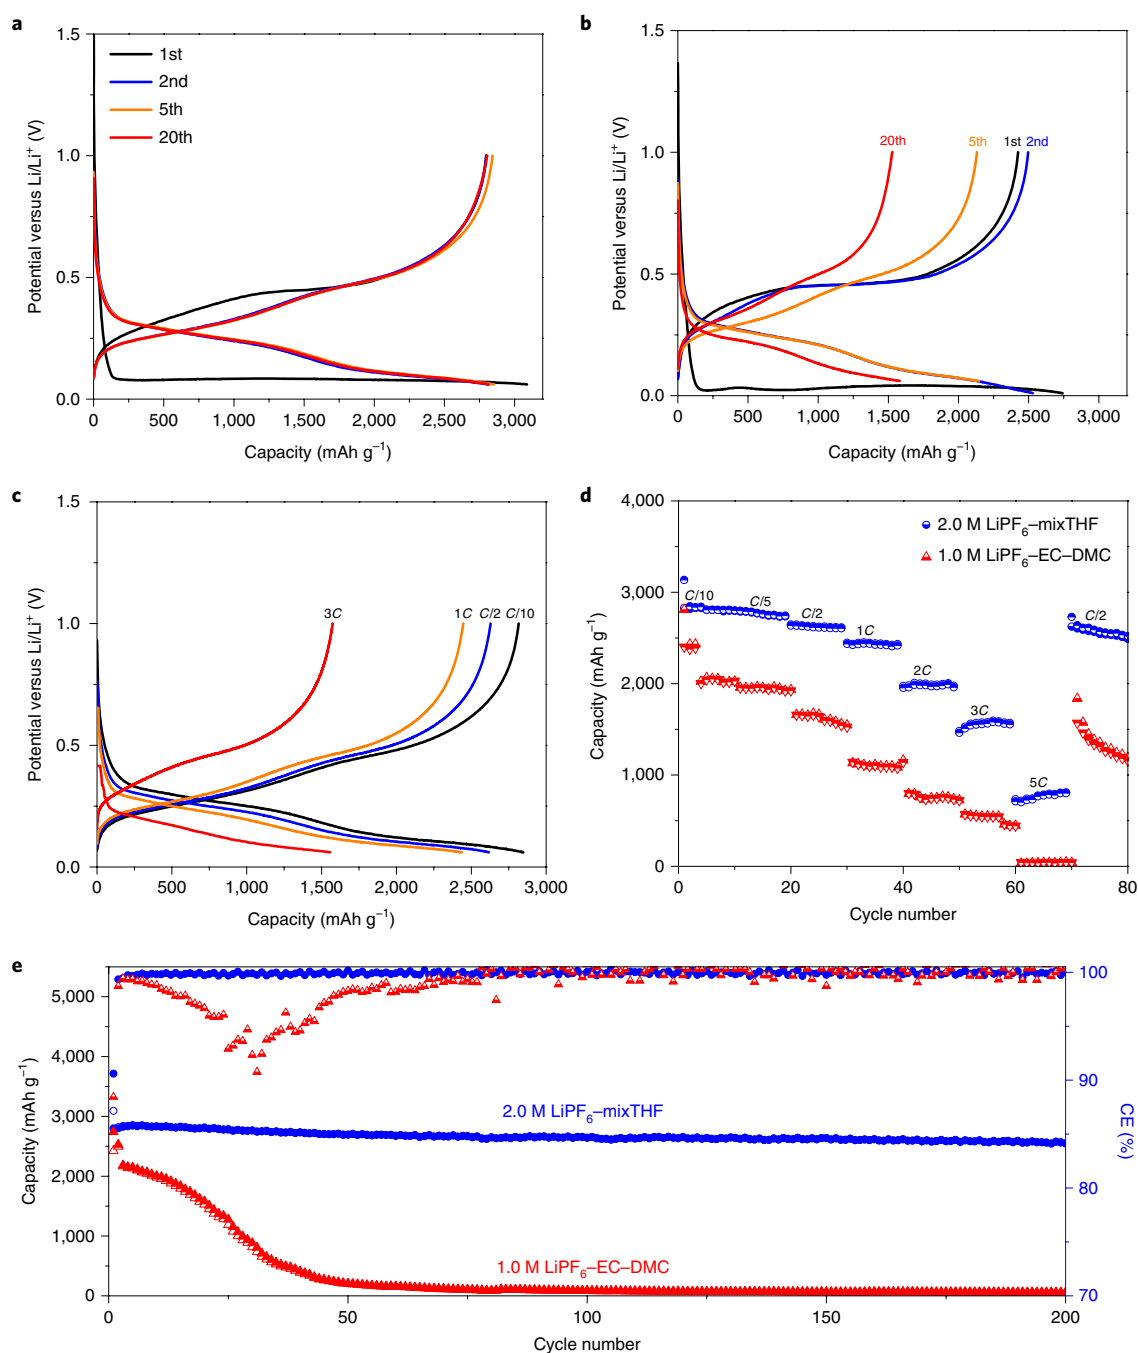 a
1.5
1.0
0.5
0.0
Potential versus Li/Li⁺ (V)
1st
2nd
5th
20th
0 500 1,000 1,500 2,000 2,500 3,000
Capacity (mAh g⁻¹)
b
1.5
1.0
0.5
0.0
Potential versus Li/Li⁺ (V)
20th 5th 1st 2nd
0 500 1,000 1,500 2,000 2,500 3,000
Capacity (mAh g⁻¹)
c
1.5
1.0
0.5
0.0
Potential versus Li/Li⁺ (V)
3C 1C C/2 C/10
0 500 1,000 1,500 2,000 2,500 3,000
Capacity (mAh g⁻¹)
d
4,000
3,000
2,000
1,000
0
Capacity (mAh g⁻¹)
2.0 M LiPF₆–mixTHF
1.0 M LiPF₆–EC–DMC
C/10 C/5 C/2 1C 2C 3C 5C C/2
0 20 40 60 80
Cycle number
e
5,000
4,000
3,000
2,000
1,000
0
Capacity (mAh g⁻¹)
2.0 M LiPF₆–mixTHF
1.0 M LiPF₆–EC–DMC
100
90
80
70
CE (%)
0 50 100 150 200
Cycle number